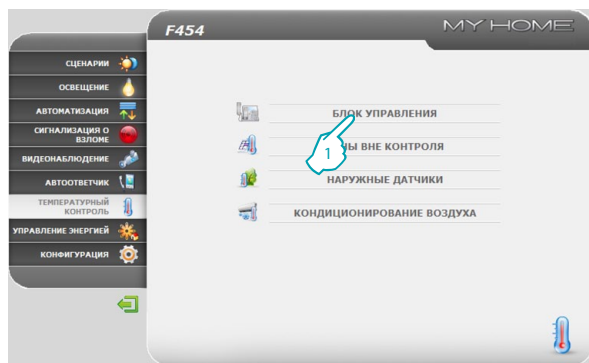 F454
MY HOME
СЦЕНАРИИ
ОСВЕЩЕНИЕ
АВТОМАТИЗАЦИЯ
СИГНАЛИЗАЦИЯ О
ВЗЛОМЕ
ВИДЕОНАБЛЮДЕНИЕ
АВТООТВЕТЧИК
ТЕМПЕРАТУРНЫЙ
КОНТРОЛЬ
УПРАВЛЕНИЕ ЭНЕРГИЕЙ
КОНФИГУРАЦИЯ
БЛОК УПРАВЛЕНИЯ
1
ВНЕ КОНТРОЛЯ
НАРУЖНЫЕ ДАТЧИКИ
КОНДИЦИОНИРОВАНИЕ ВОЗДУХА